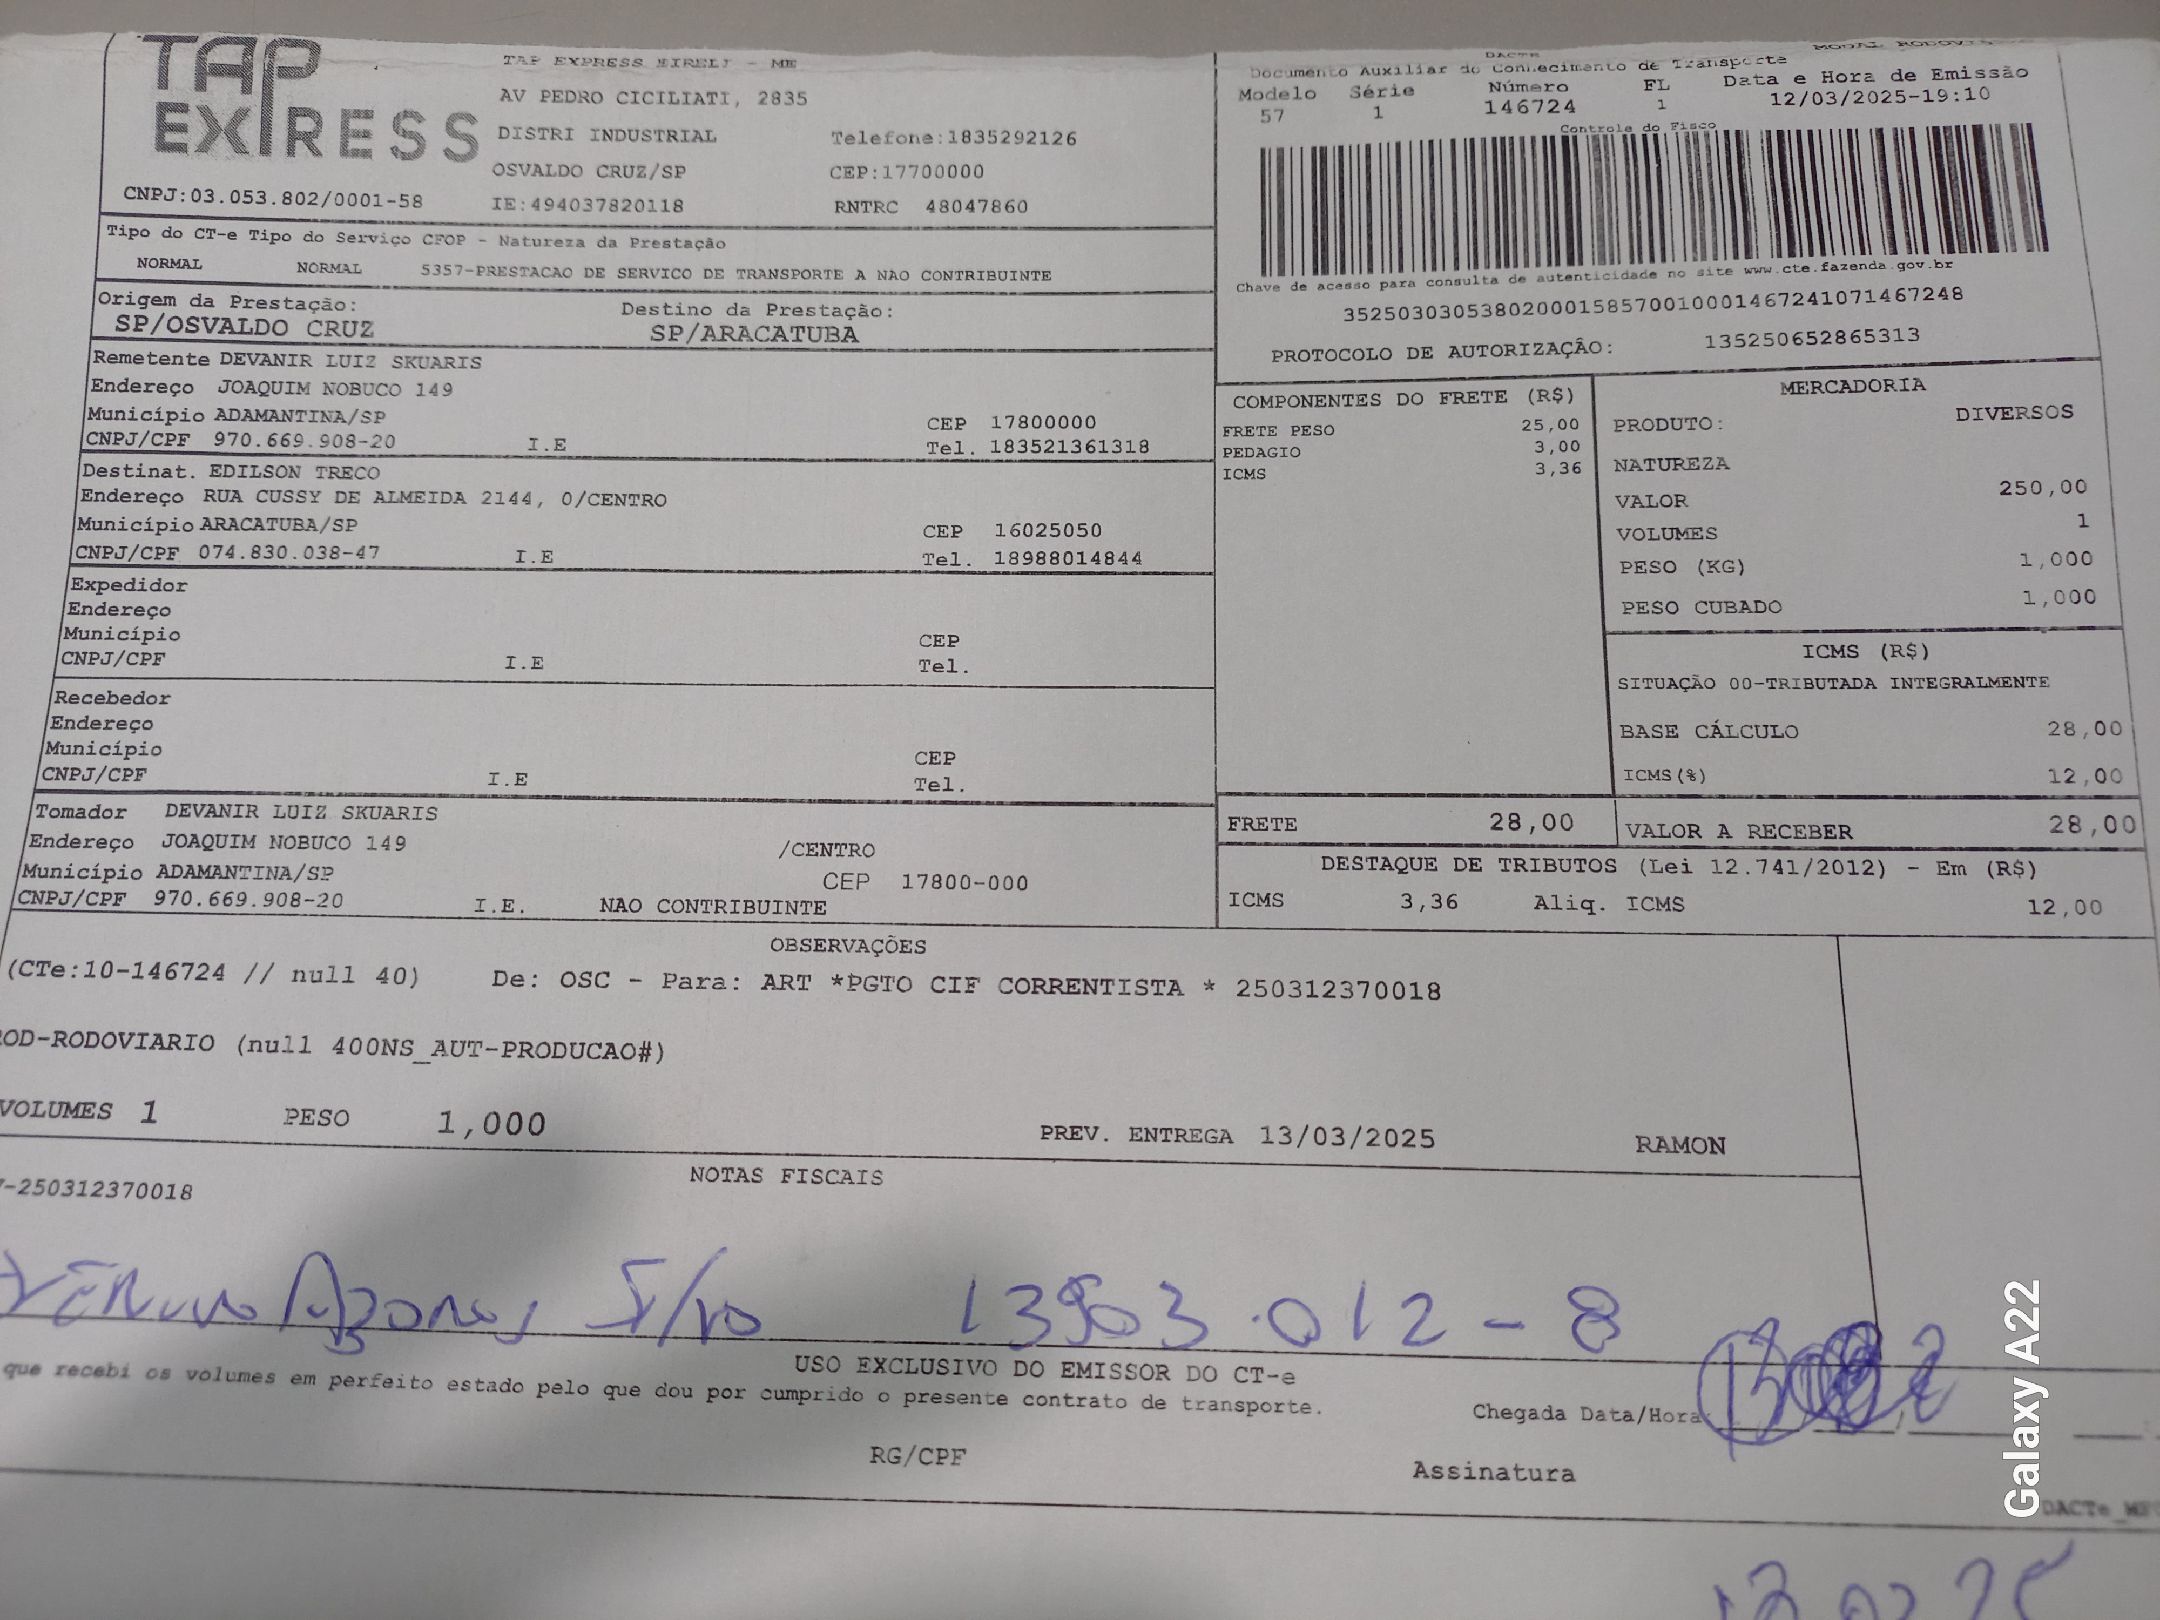 TAP EXPRESS
TAP EXPRESS EIRELI - ME
AV PEDRO CICILIATI, 2835
DISTRI INDUSTRIAL Telefone:1835292126
OSVALDO CRUZ/SP CEP:17700000
CNPJ:03.053.802/0001-58 IE:494037820118 RNTRC 48047860
DACTE
Documento Auxiliar do Conhecimento de Transporte
Modelo Série Número FL Data e Hora de Emissão
57 1 146724 1 12/03/2025-19:10
Controle do Fisco
Chave de acesso para consulta de autenticidade no site www.cte.fazenda.gov.br
35250303053802000158570010001467241071467248
PROTOCOLO DE AUTORIZAÇÃO: 135250652865313
Tipo do CT-e Tipo do Serviço CFOP - Natureza da Prestação
NORMAL NORMAL 5357-PRESTACAO DE SERVICO DE TRANSPORTE A NAO CONTRIBUINTE
Origem da Prestação: Destino da Prestação:
SP/OSVALDO CRUZ SP/ARACATUBA
Remetente DEVANIR LUIZ SKUARIS
Endereço JOAQUIM NOBUCO 149
Município ADAMANTINA/SP CEP 17800000
CNPJ/CPF 970.669.908-20 I.E Tel. 183521361318
Destinat. EDILSON TRECO
Endereço RUA CUSSY DE ALMEIDA 2144, 0/CENTRO
Município ARACATUBA/SP CEP 16025050
CNPJ/CPF 074.830.038-47 I.E Tel. 18988014844
Expedidor
Endereço
Município CEP
CNPJ/CPF I.E Tel.
Recebedor
Endereço
Município CEP
CNPJ/CPF I.E Tel.
Tomador DEVANIR LUIZ SKUARIS
Endereço JOAQUIM NOBUCO 149 /CENTRO
Município ADAMANTINA/SP CEP 17800-000
CNPJ/CPF 970.669.908-20 I.E. NAO CONTRIBUINTE
COMPONENTES DO FRETE (R$)
FRETE PESO 25,00
PEDAGIO 3,00
ICMS 3,36
MERCADORIA
PRODUTO: DIVERSOS
NATUREZA
VALOR 250,00
VOLUMES 1
PESO (KG) 1,000
PESO CUBADO 1,000
ICMS (R$)
SITUAÇÃO 00-TRIBUTADA INTEGRALMENTE
BASE CÁLCULO 28,00
ICMS(%) 12,00
FRETE 28,00 VALOR A RECEBER 28,00
DESTAQUE DE TRIBUTOS (Lei 12.741/2012) - Em (R$)
ICMS 3,36 Aliq. ICMS 12,00
OBSERVAÇÕES
(CTe:10-146724 // null 40) De: OSC - Para: ART *PGTO CIF CORRENTISTA * 250312370018
OD-RODOVIARIO (null 400NS_AUT-PRODUCAO#)
VOLUMES 1 PESO 1,000 PREV. ENTREGA 13/03/2025 RAMON
NOTAS FISCAIS
-250312370018
13903.012-8
USO EXCLUSIVO DO EMISSOR DO CT-e
que recebi os volumes em perfeito estado pelo que dou por cumprido o presente contrato de transporte.
Chegada Data/Hora
RG/CPF Assinatura
Galaxy A22